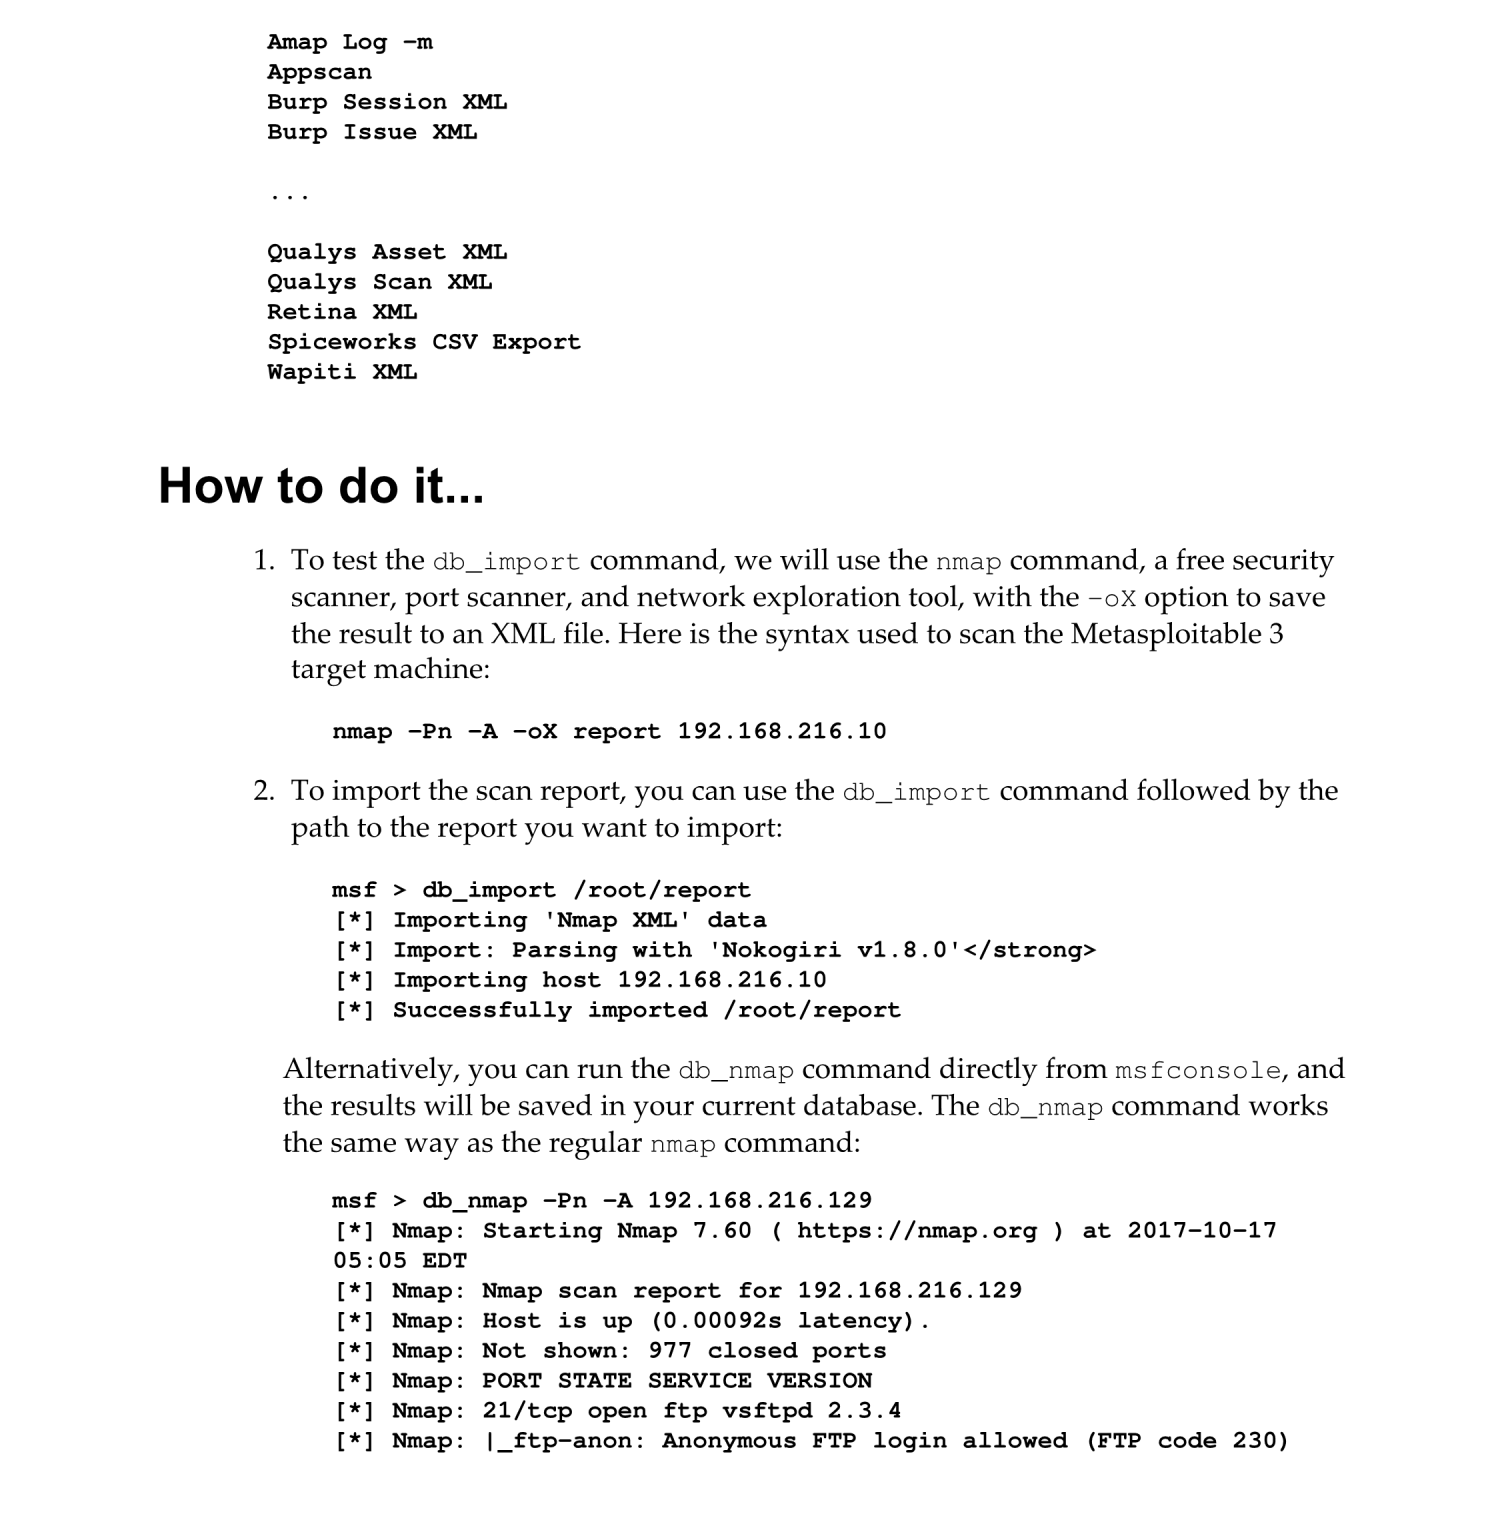 Amap Log -m
Appscan
Burp Session XML
Burp Issue XML
...
Qualys Asset XML
Qualys Scan XML
Retina XML
Spiceworks CSV Export
Wapiti XML
How to do it...
1. To test the db_import command, we will use the nmap command, a free security
scanner, port scanner, and network exploration tool, with the -oX option to save
the result to an XML file. Here is the syntax used to scan the Metasploitable 3
target machine:
nmap -Pn -A -oX report 192.168.216.10
2. To import the scan report, you can use the db_import command followed by the
path to the report you want to import:
msf > db_import /root/report
[*] Importing 'Nmap XML' data
[*] Import: Parsing with 'Nokogiri v1.8.0'</strong>
[*] Importing host 192.168.216.10
[*] Successfully imported /root/report
Alternatively, you can run the db_nmap command directly from msfconsole, and
the results will be saved in your current database. The db_nmap command works
the same way as the regular nmap command:
msf > db_nmap -Pn -A 192.168.216.129
[*] Nmap: Starting Nmap 7.60 ( https://nmap.org ) at 2017-10-17
05:05 EDT
[*] Nmap: Nmap scan report for 192.168.216.129
[*] Nmap: Host is up (0.00092s latency).
[*] Nmap: Not shown: 977 closed ports
[*] Nmap: PORT STATE SERVICE VERSION
[*] Nmap: 21/tcp open ftp vsftpd 2.3.4
[*] Nmap: |_ftp-anon: Anonymous FTP login allowed (FTP code 230)